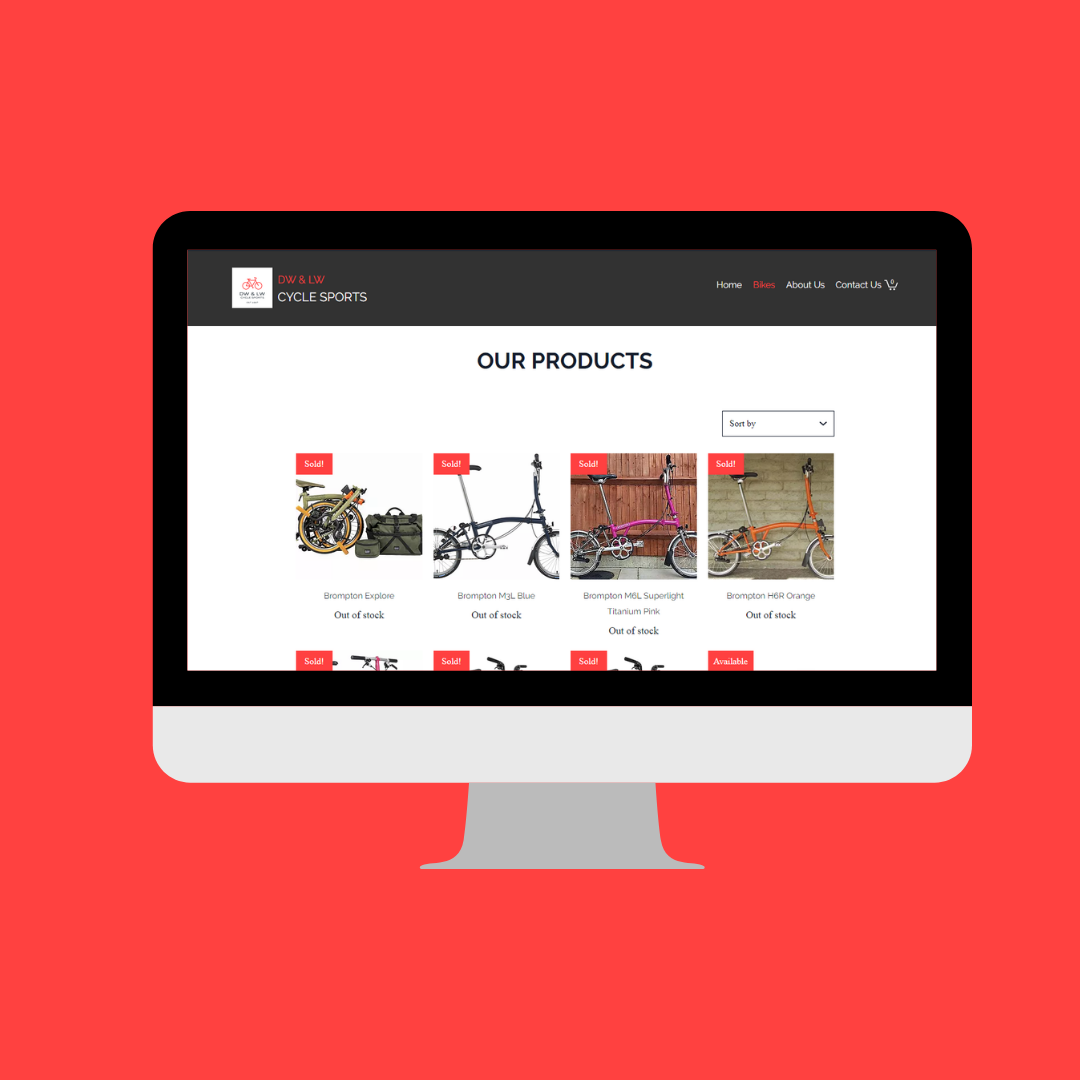 DW & LW
CYCLE SPORTS
DW & LW
CYCLE SPORTS
Home Bikes About Us Contact Us 0
OUR PRODUCTS
Sort by
Sold! Sold! Sold! Sold!
Brompton Explore
Out of stock
Brompton M3L Blue
Out of stock
Brompton M6L Superlight
Titanium Pink
Out of stock
Brompton H6R Orange
Out of stock
Sold! Sold! Sold! Available